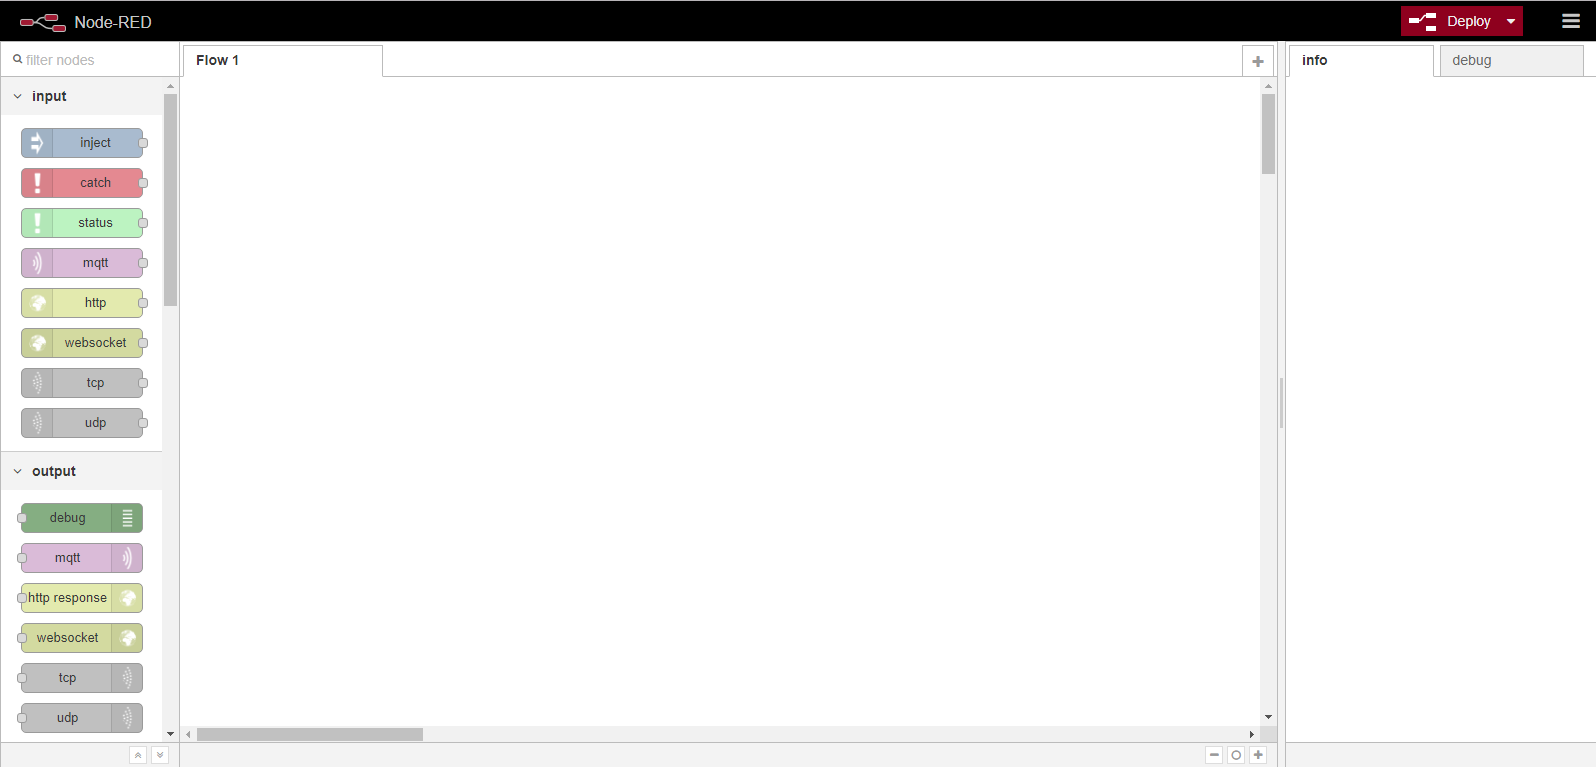 Node-RED
Deploy
filter nodes
Flow 1
info
debug
input
inject
catch
status
mqtt
http
websocket
tcp
udp
output
debug
mqtt
http response
websocket
tcp
udp